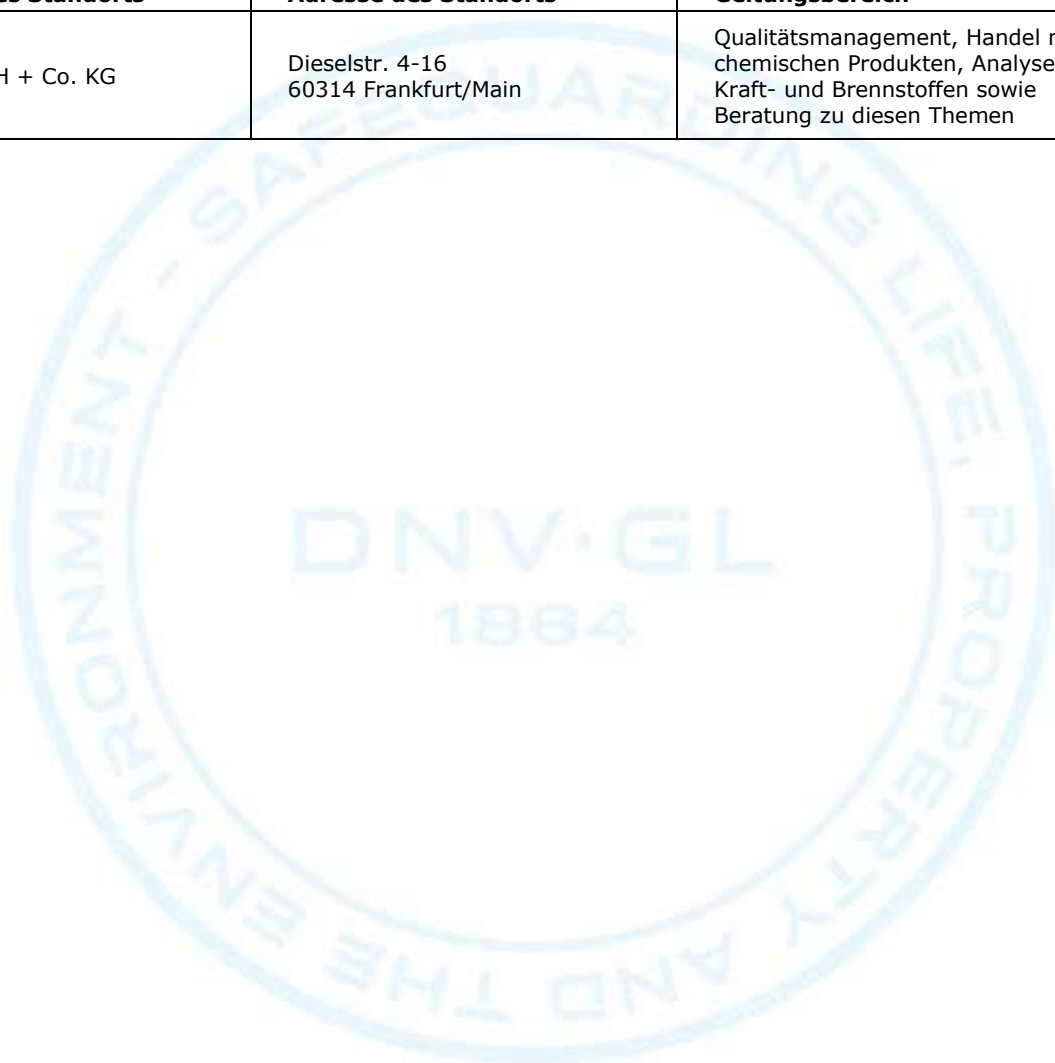 es Standorts
Adresse des Standorts
Geltungsbereich
H + Co. KG
Dieselstr. 4-16
60314 Frankfurt/Main
Qualitätsmanagement, Handel
chemischen Produkten, Analyse
Kraft- und Brennstoffen sowie
Beratung zu diesen Themen
SAFEGUARDING LIFE, PROPERTY AND THE ENVIRONMENT -
DNV·GL
1864